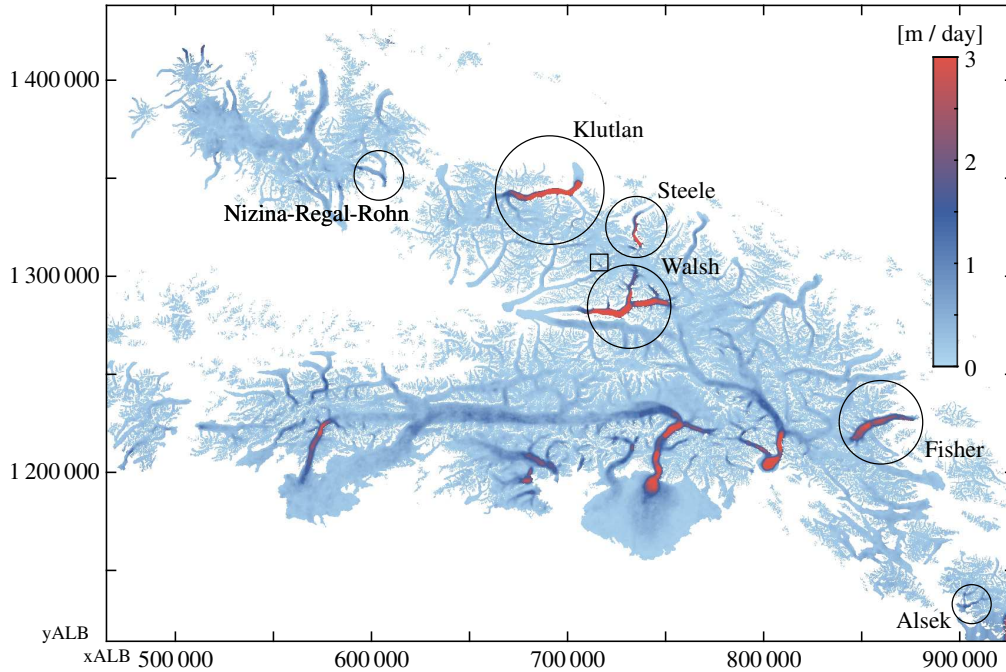 [m / day]
3
2
1
0
1 400 000
1 300 000
1 200 000
Klutlan
Steele
Nizina-Regal-Rohn
Walsh
Fisher
Alsek
yALB
xALB
500 000
600 000
700 000
800 000
900 000